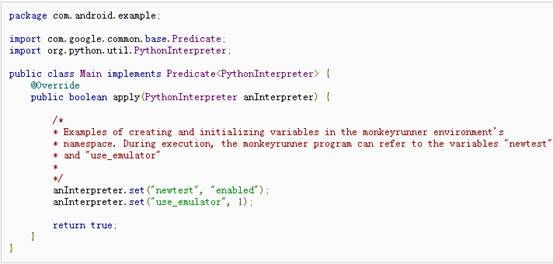 package com.android.example;
import com.google.common.base.Predicate;
import org.python.util.PythonInterpreter;
public class Main implements Predicate<PythonInterpreter> {
@Override
public boolean apply(PythonInterpreter anInterpreter) {
/*
* Examples of creating and initializing variables in the monkeyrunner environment's
* namespace. During execution, the monkeyrunner program can refer to the variables "newtest"
* and "use_emulator"
*
*/
anInterpreter.set("newtest", "enabled");
anInterpreter.set("use_emulator", 1);
return true;
}
}